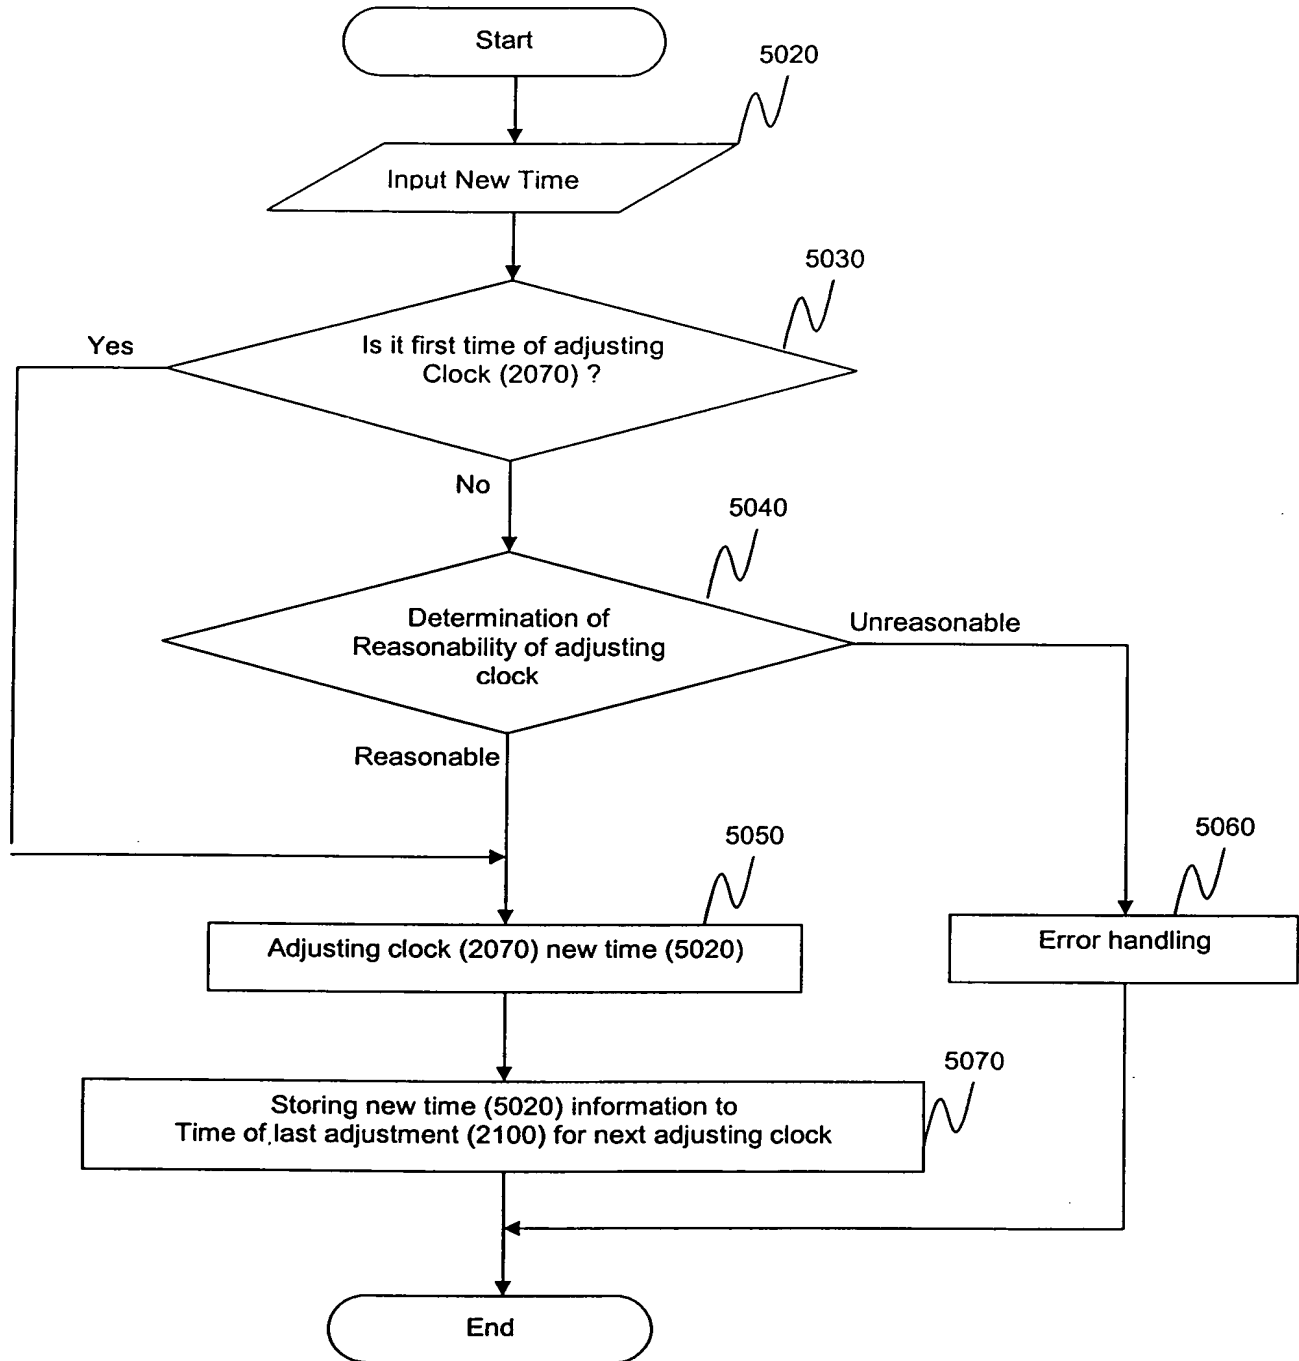 Start
5020
Input New Time
5030
Yes
Is it first time of adjusting
Clock (2070) ?
No
5040
Determination of
Reasonability of adjusting
clock
Unreasonable
Reasonable
5050
5060
Adjusting clock (2070) new time (5020)
Error handling
5070
Storing new time (5020) information to
Time of last adjustment (2100) for next adjusting clock
End